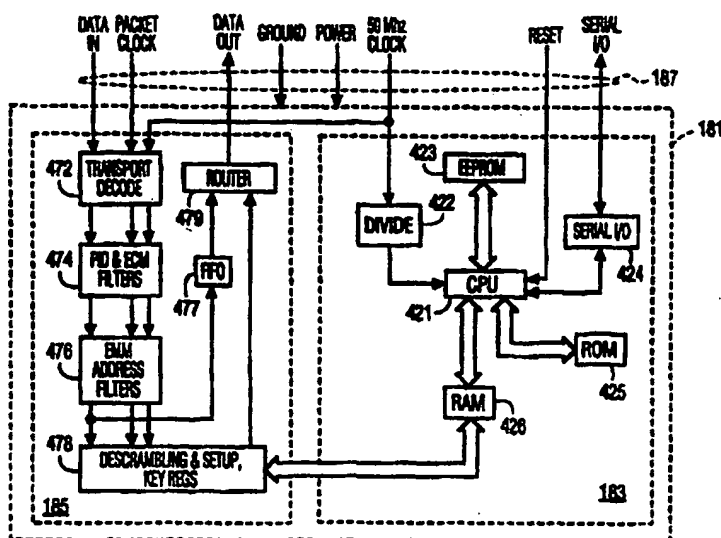 DATA
IN
PACKET
CLOCK
DATA
OUT
GROUND
POWER
50 Mhz
CLOCK
RESET
SERIAL
I/O
187
181
472
TRANSPORT
DECODE
ROUTER
479
423
EEPROM
DIVIDE
422
SERIAL I/O
424
474
PID & ECM
FILTERS
FIFO
477
CPU
421
ROM
425
476
EMM
ADDRESS
FILTERS
RAM
426
478
DESCRAMBLING & SETUP,
KEY REGS
185
183